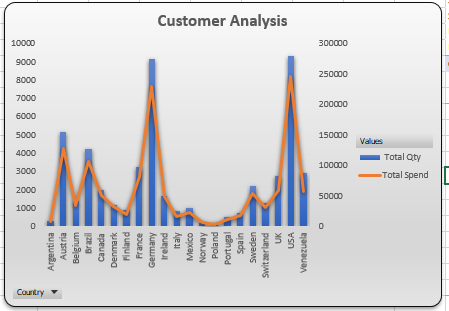 Customer Analysis
10000
9000
8000
7000
6000
5000
4000
3000
2000
1000
0
300000
250000
200000
150000
100000
50000
0
Values
Total Qty
Total Spend
Argentina
Austria
Belgium
Brazil
Canada
Denmark
Finland
France
Germany
Ireland
Italy
Mexico
Norway
Poland
Portugal
Spain
Sweden
Switzerland
UK
USA
Venezuela
Country